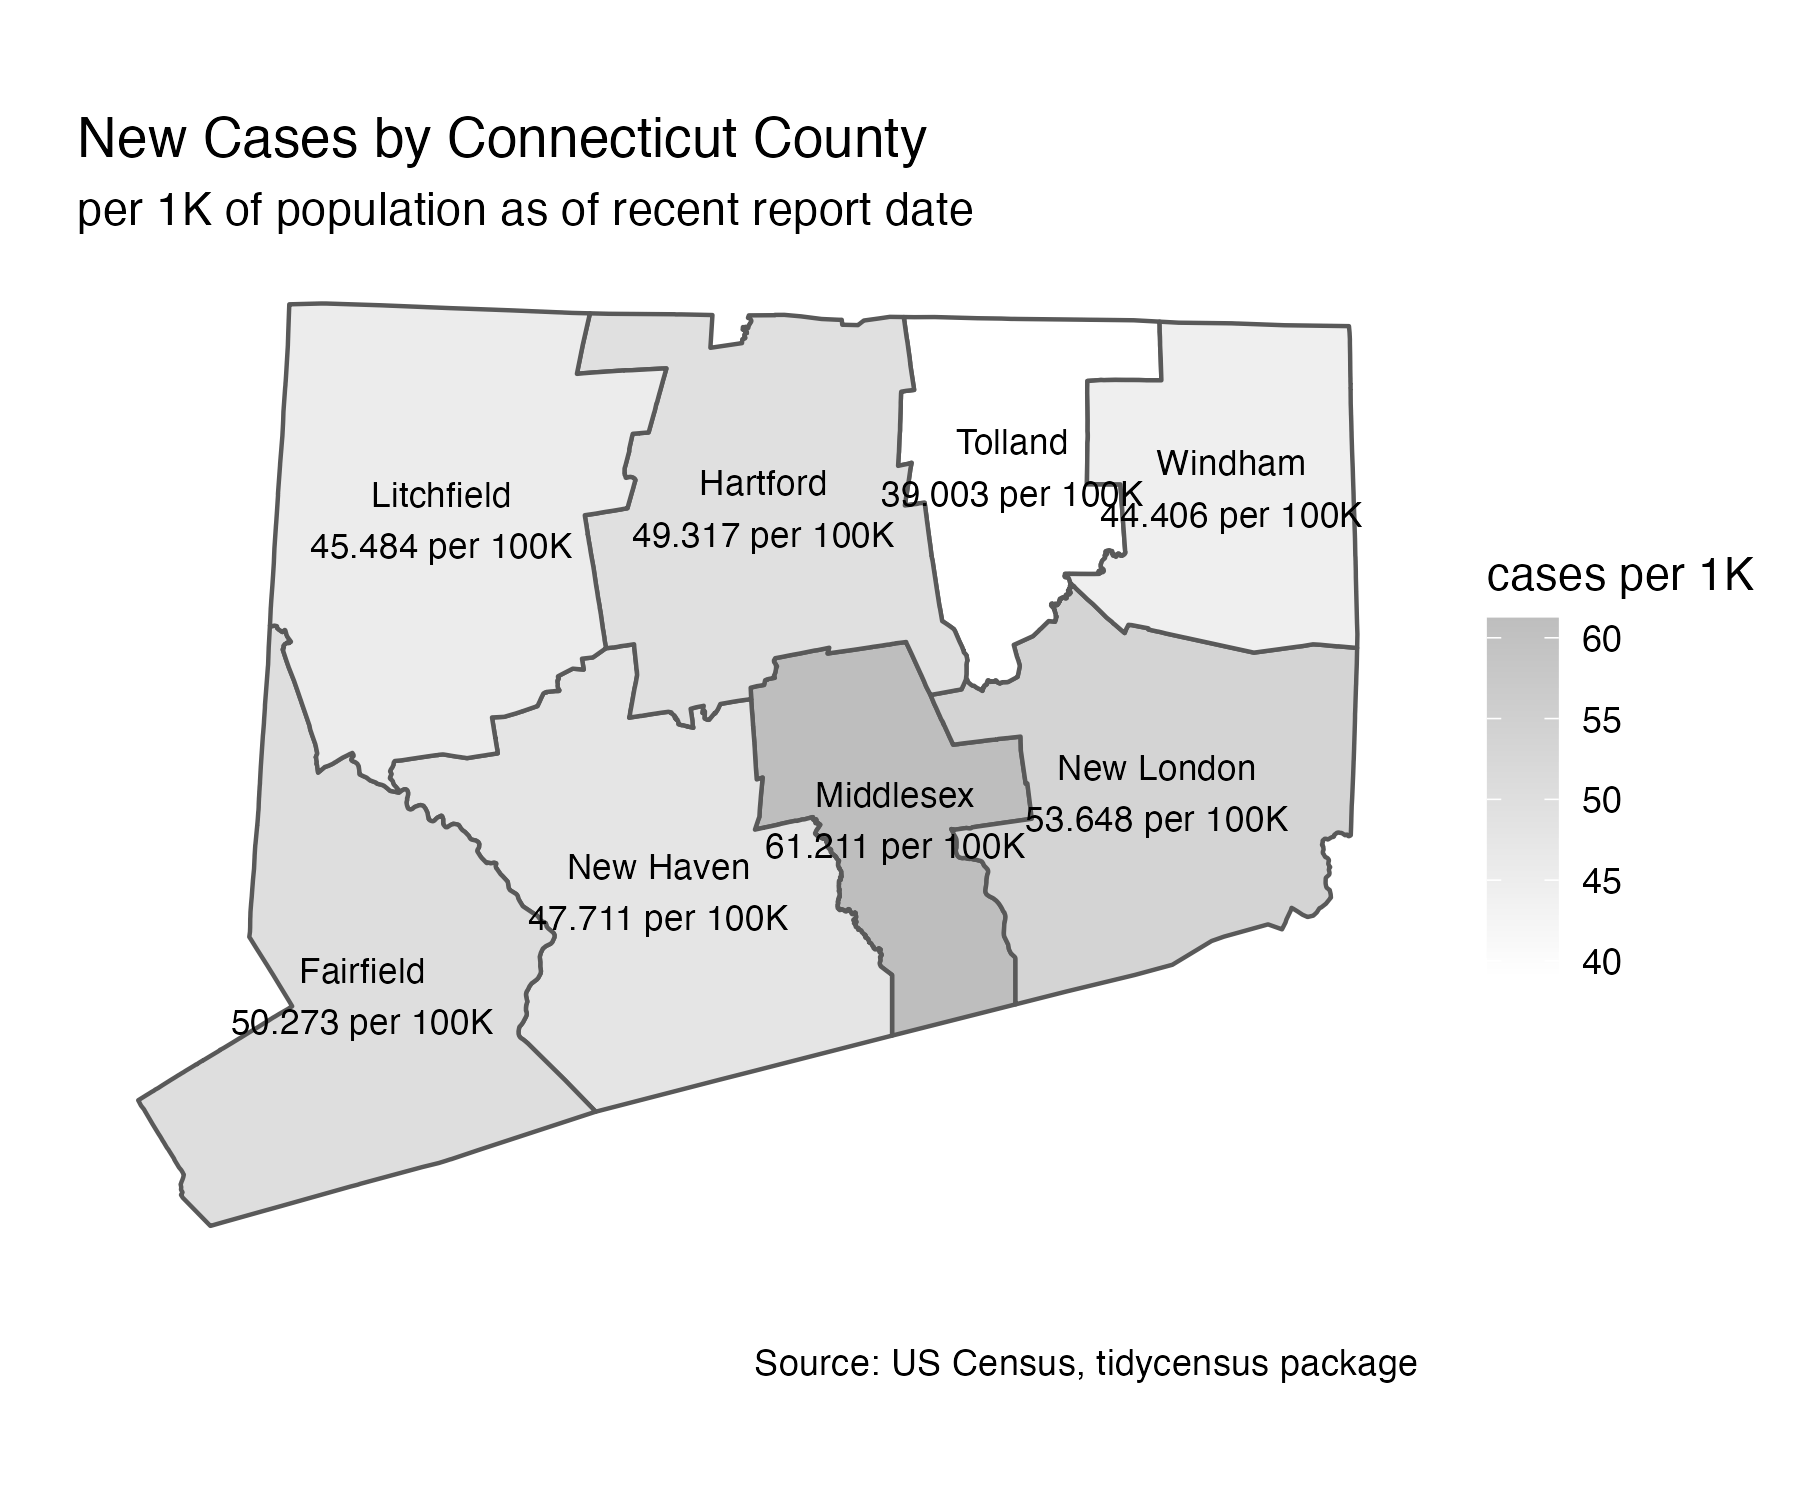 New Cases by Connecticut County
per 1K of population as of recent report date
Litchfield
45.484 per 100K
Hartford
49.317 per 100K
Tolland
39.003 per 100K
Windham
44.406 per 100K
Middlesex
61.211 per 100K
New London
53.648 per 100K
New Haven
47.711 per 100K
Fairfield
50.273 per 100K
cases per 1K
60
55
50
45
40
Source: US Census, tidycensus package